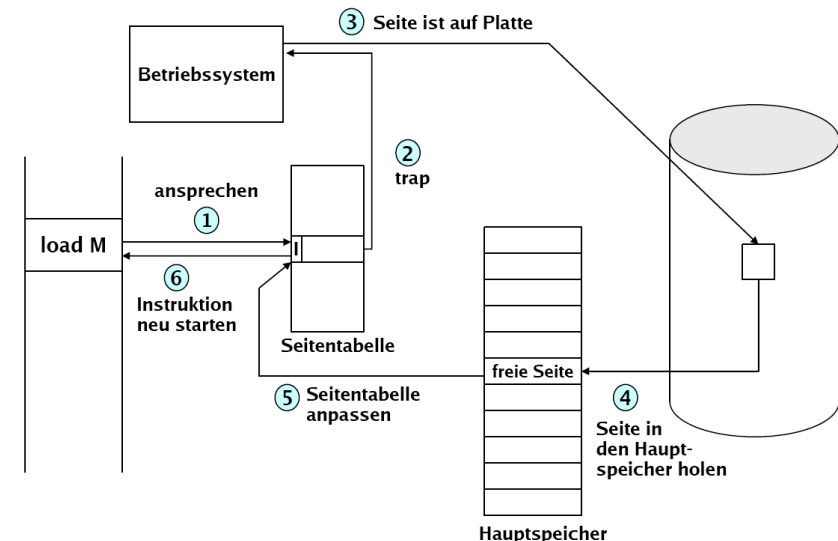 3 Seite ist auf Platte
Betriebssystem
2
trap
ansprechen
1
load M
I
6
Instruktion
neu starten
Seitentabelle
freie Seite
5 Seitentabelle
anpassen
4
Seite in
den Haupt-
speicher holen
Hauptspeicher